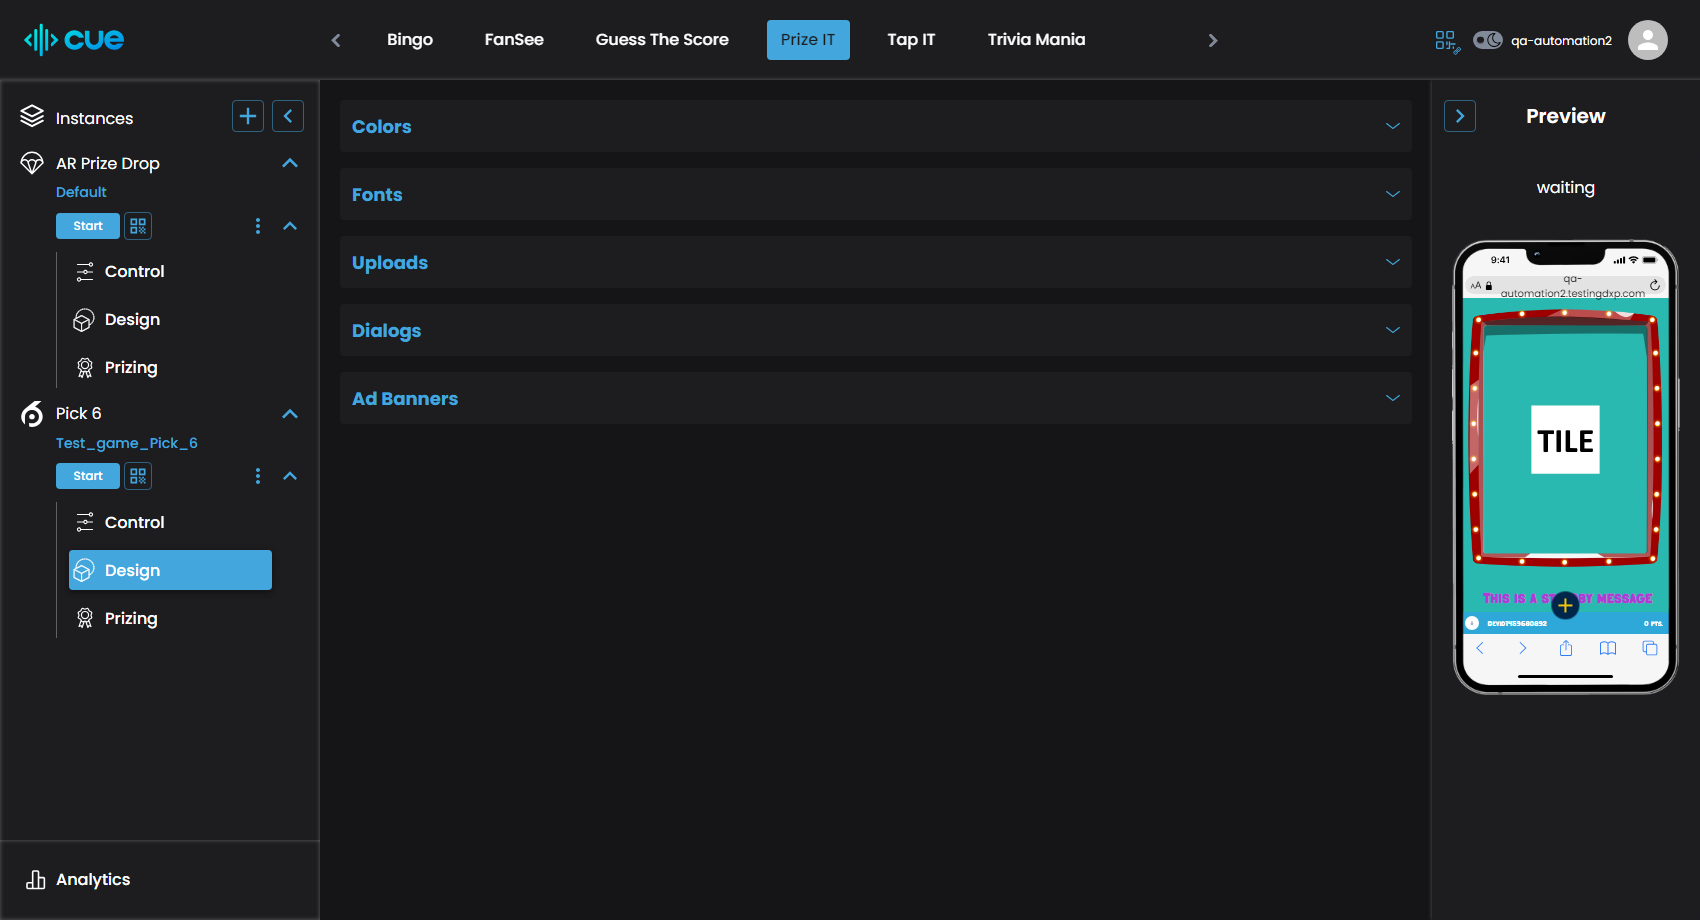 cue
Bingo
FanSee
Guess The Score
Prize IT
Tap IT
Trivia Mania
qa-automation2
Instances
AR Prize Drop
Default
Start
Control
Design
Prizing
Pick 6
Test_game_Pick_6
Start
Control
Design
Prizing
Analytics
Colors
Fonts
Uploads
Dialogs
Ad Banners
Preview
waiting
9:41
AA
qa-
automation2.testingdxp.com
TILE
THIS IS A ST BY MESSAGE
0 PTS.